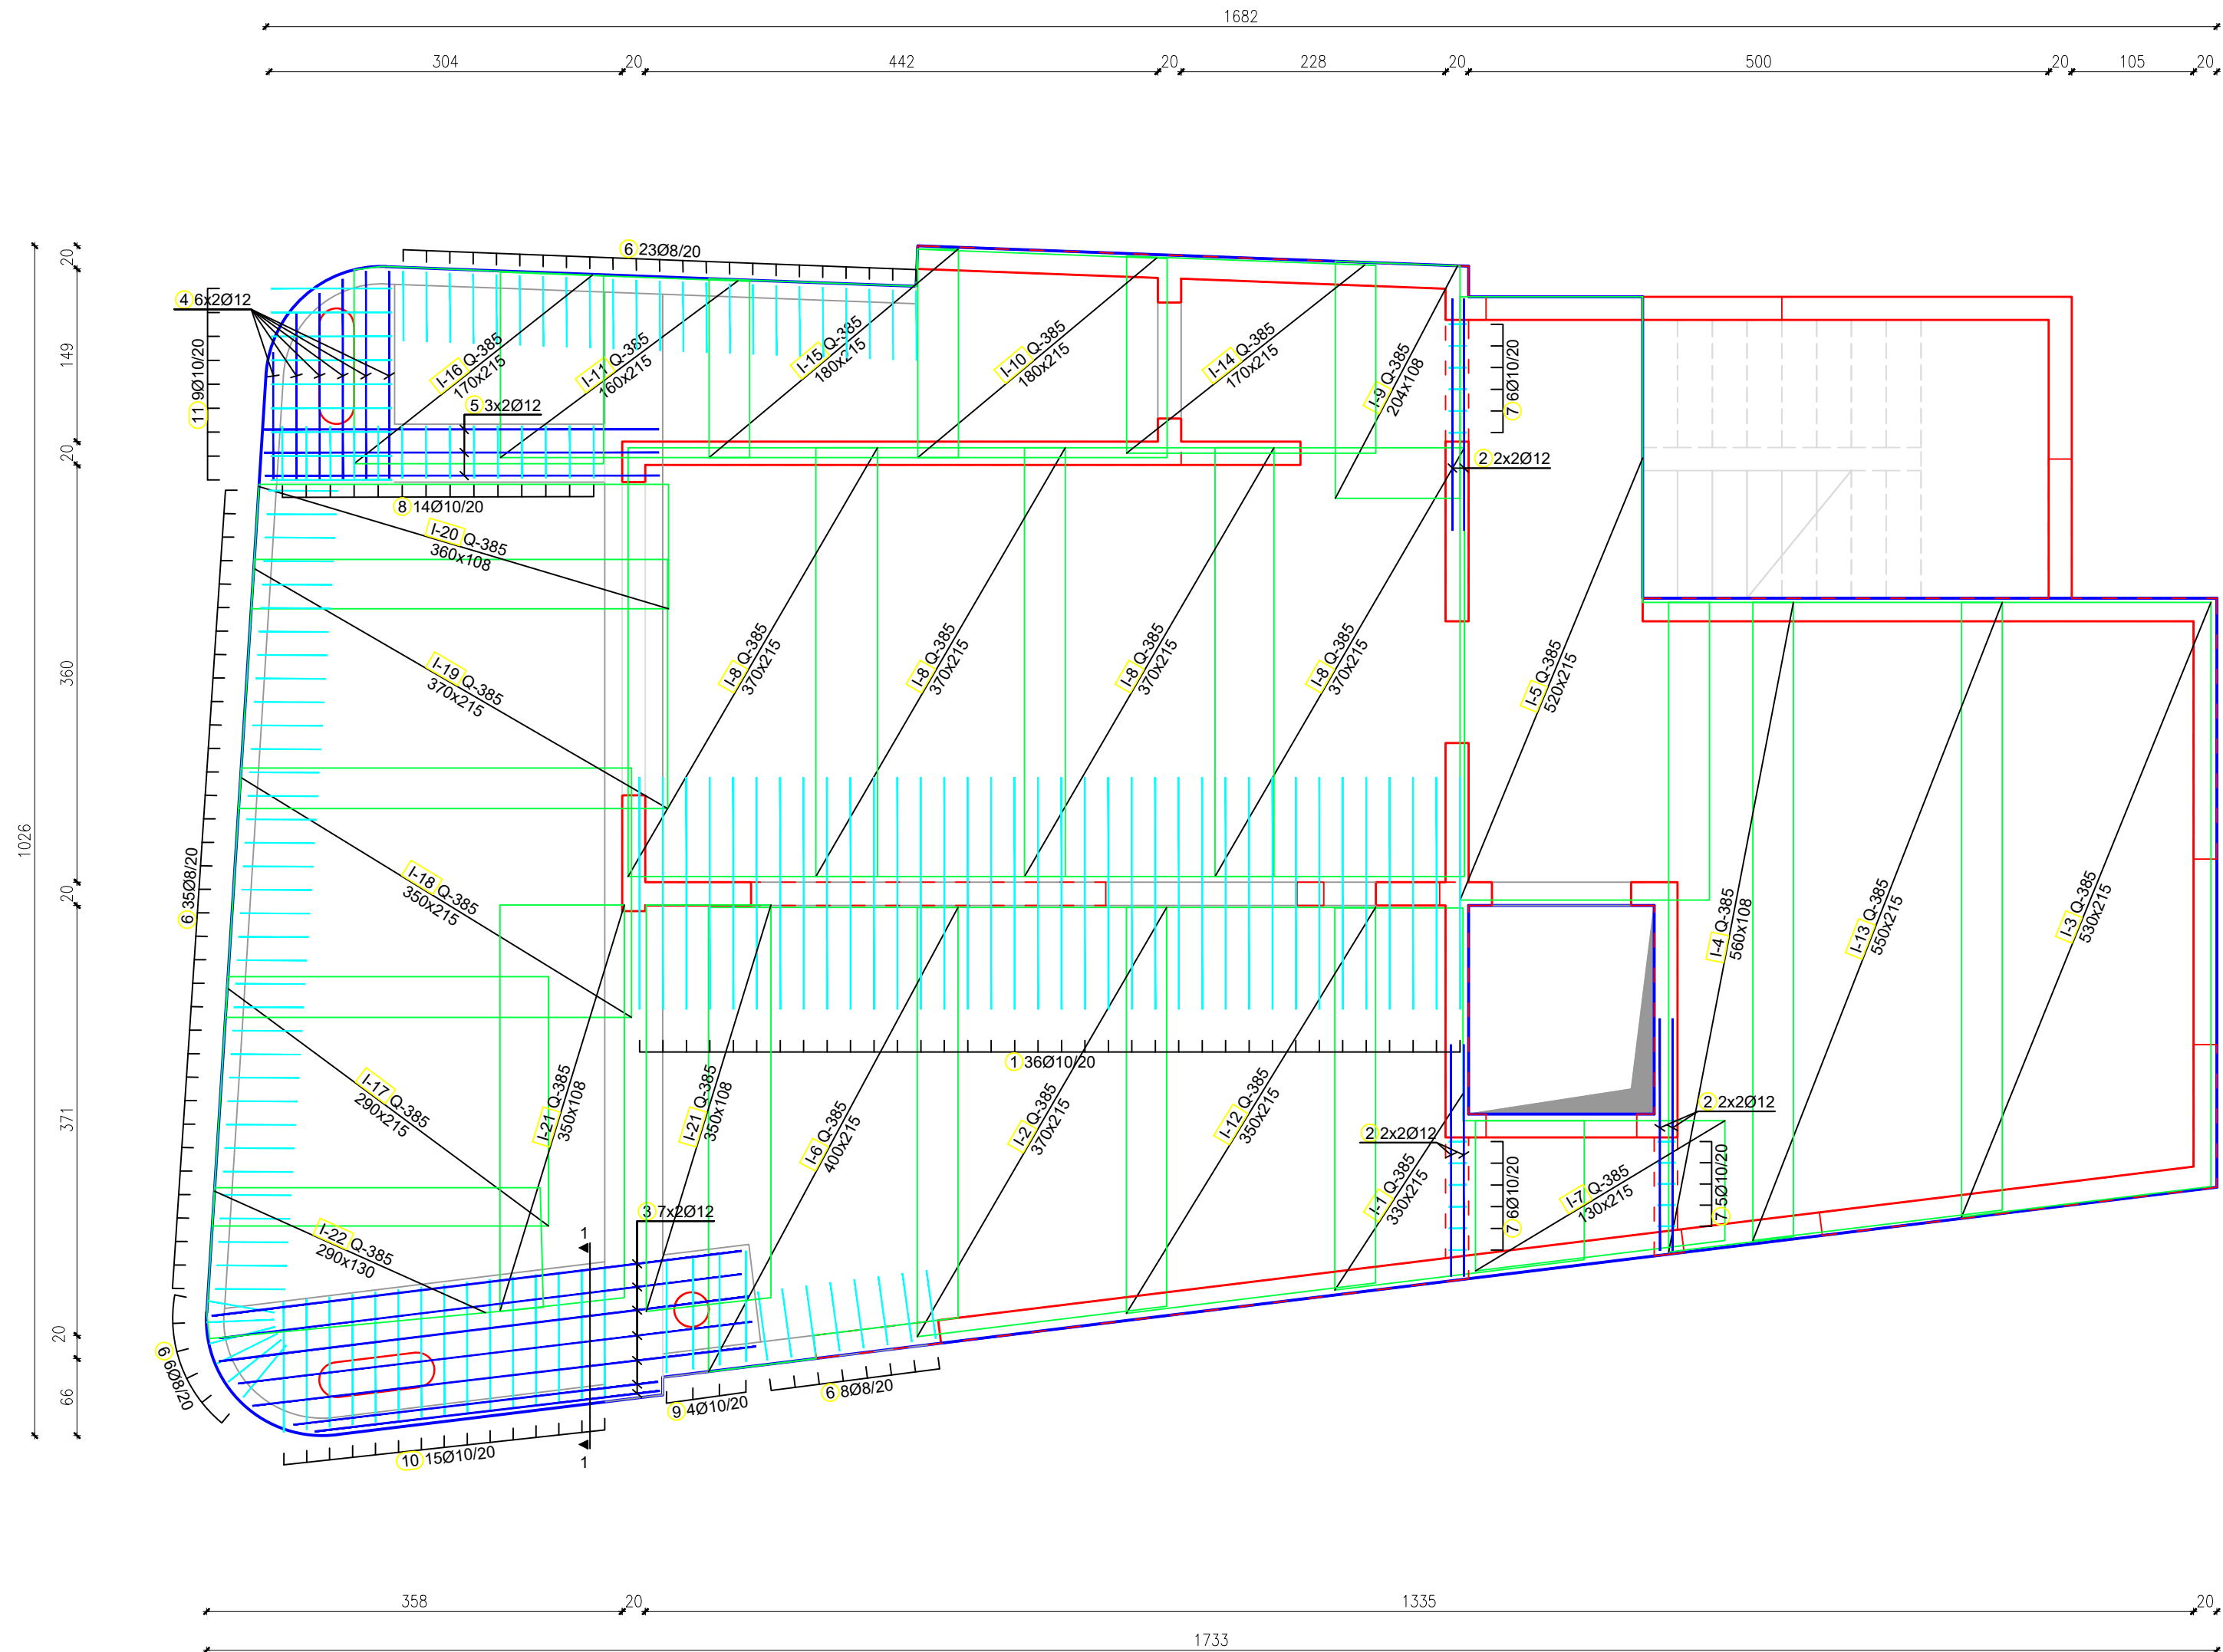 1682
304
20
442
20
228
20
500
20
105
20
1026
20
149
20
360
20
371
20
66
6 23Ø8/20
4 6x2Ø12
11 9Ø10/20
I-16 Q-385
170x215
I-11 Q-385
160x215
I-15 Q-385
180x215
I-10 Q-385
180x215
I-14 Q-385
170x215
I-9 Q-385
204x108
7 6Ø10/20
5 3x2Ø12
2 2x2Ø12
8 14Ø10/20
I-20 Q-385
360x108
I-19 Q-385
370x215
I-8 Q-385
370x215
I-8 Q-385
370x215
I-8 Q-385
370x215
I-8 Q-385
370x215
I-5 Q-385
520x215
6 35Ø8/20
I-18 Q-385
350x215
I-4 Q-385
560x108
I-13 Q-385
550x215
I-3 Q-385
530x215
1 36Ø10/20
I-17 Q-385
290x215
I-21 Q-385
350x108
I-21 Q-385
350x108
I-6 Q-385
400x215
I-2 Q-385
370x215
I-12 Q-385
350x215
2 2x2Ø12
2 2x2Ø12
I-1 Q-385
330x215
7 6Ø10/20
I-7 Q-385
130x215
7 5Ø10/20
I-22 Q-385
290x130
3 7x2Ø12
1
6 6Ø8/20
6 8Ø8/20
9 4Ø10/20
10 15Ø10/20
1
358
20
1335
20
1733